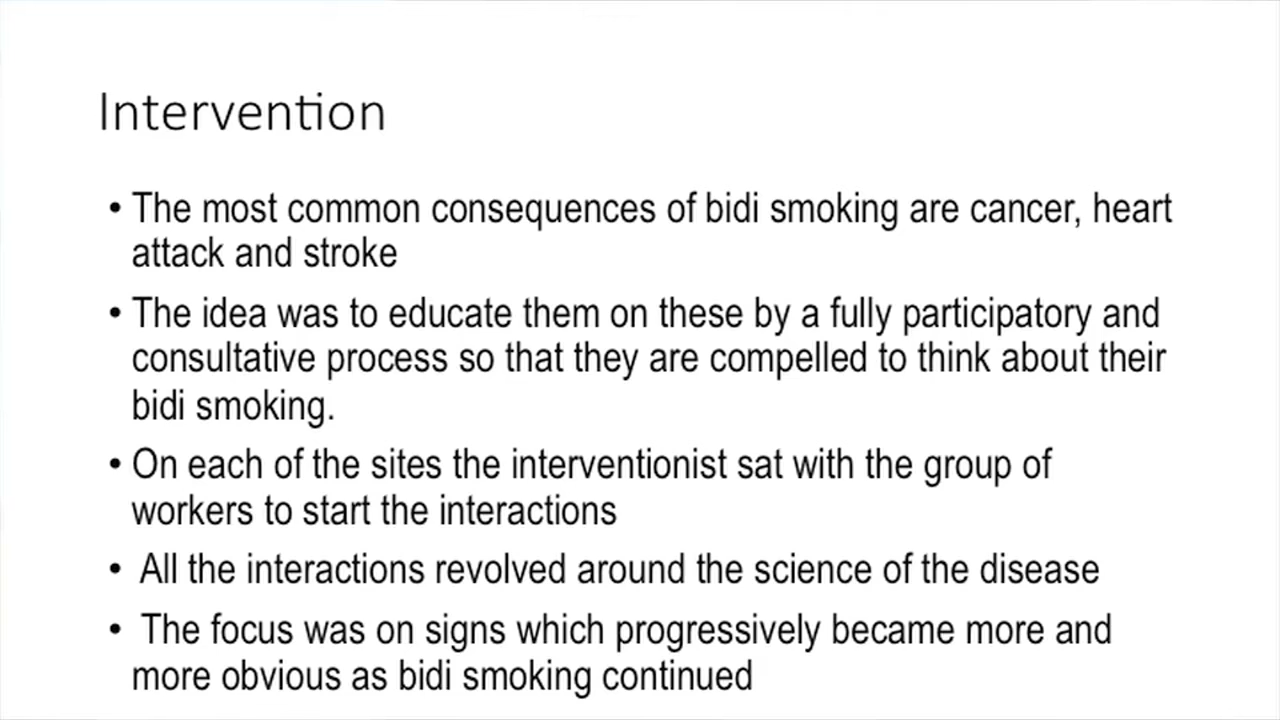 Intervention
• The most common consequences of bidi smoking are cancer, heart
attack and stroke
• The idea was to educate them on these by a fully participatory and
consultative process so that they are compelled to think about their
bidi smoking.
• On each of the sites the interventionist sat with the group of
workers to start the interactions
• All the interactions revolved around the science of the disease
• The focus was on signs which progressively became more and
more obvious as bidi smoking continued